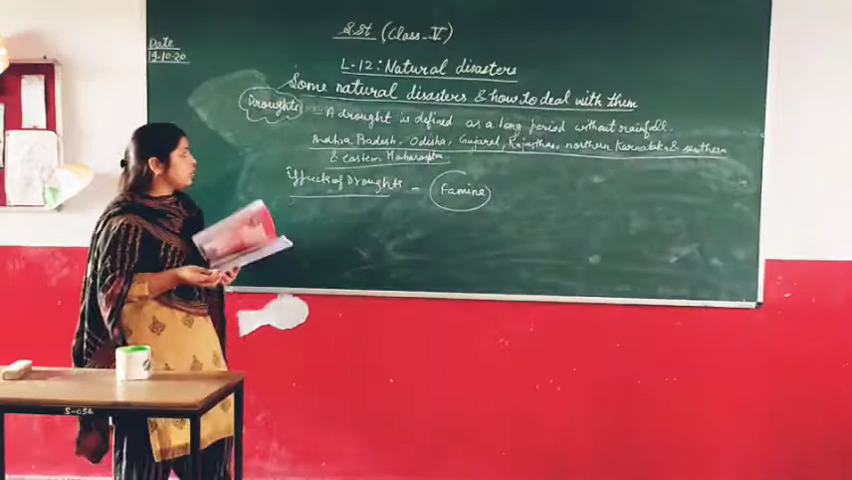 Date
14-10-20
S.St (Class-V)
L-12: Natural disasters
Some natural disasters & how to deal with them
Droughts - A drought is defined as a long period without rainfall.
Andhra Pradesh, Odisha, Gujarat, Rajasthan, northern Karnataka & southern
& eastern Maharashtra
Effects of Droughts - Famine
S-056